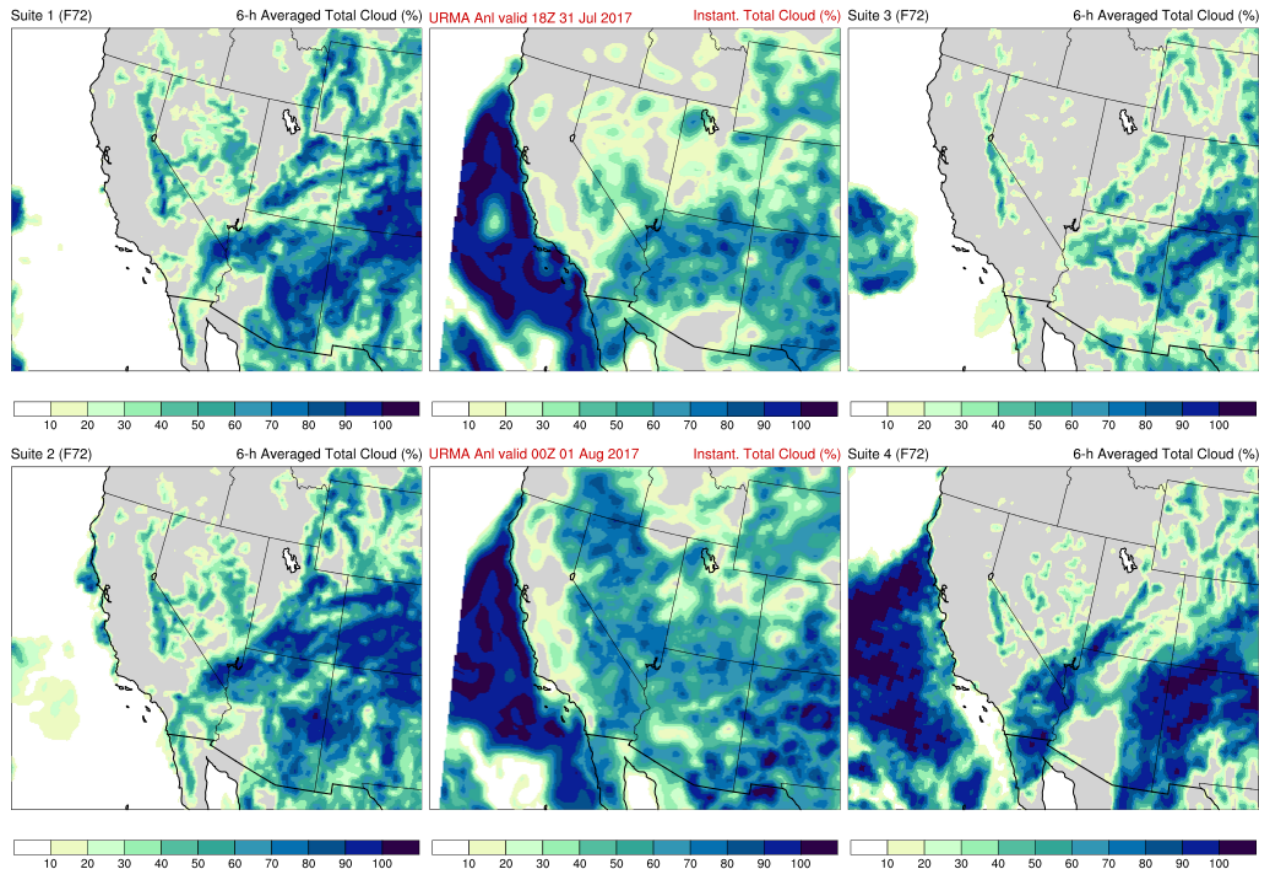 Suite 1 (F72) 6-h Averaged Total Cloud (%)
URMA Anl valid 18Z 31 Jul 2017 Instant. Total Cloud (%)
Suite 3 (F72) 6-h Averaged Total Cloud (%)
10 20 30 40 50 60 70 80 90 100
10 20 30 40 50 60 70 80 90 100
10 20 30 40 50 60 70 80 90 100
Suite 2 (F72) 6-h Averaged Total Cloud (%)
URMA Anl valid 00Z 01 Aug 2017 Instant. Total Cloud (%)
Suite 4 (F72) 6-h Averaged Total Cloud (%)
10 20 30 40 50 60 70 80 90 100
10 20 30 40 50 60 70 80 90 100
10 20 30 40 50 60 70 80 90 100